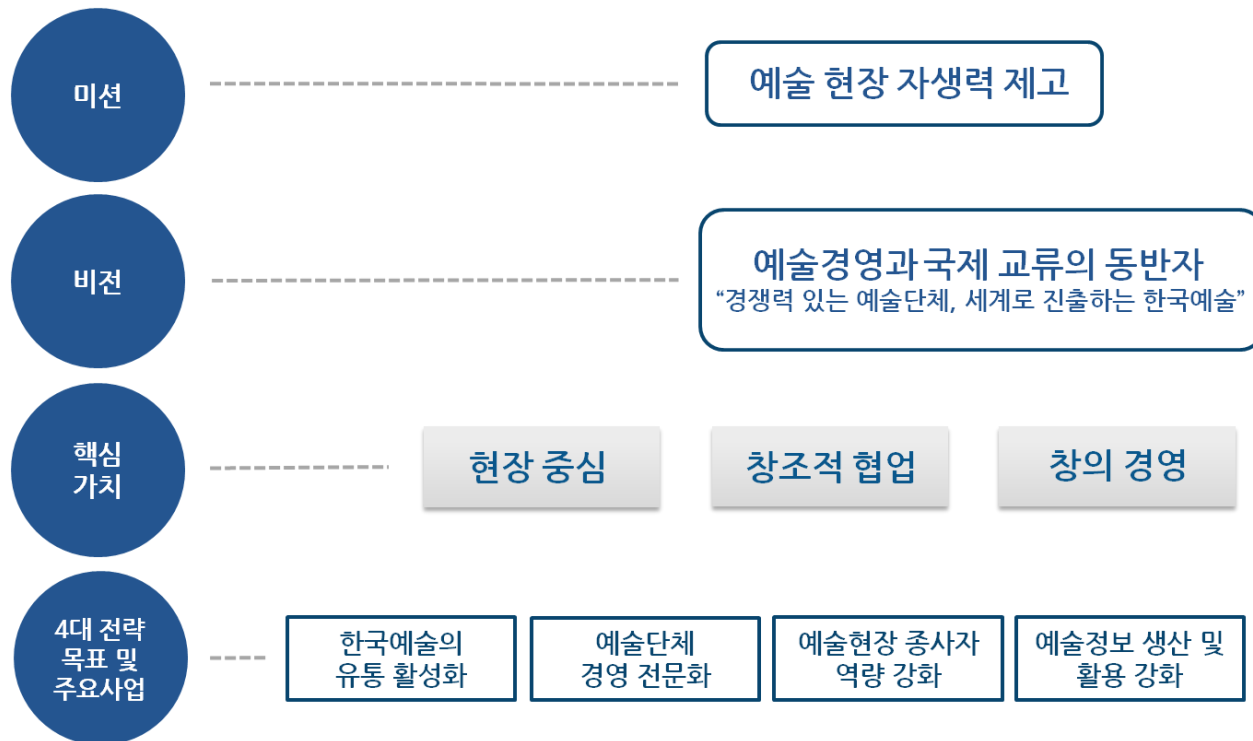 미션
예술 현장 자생력 제고
비전
예술경영과 국제 교류의 동반자
“경쟁력 있는 예술단체, 세계로 진출하는 한국예술”
핵심
가치
현장 중심
창조적 협업
창의 경영
4대 전략
목표 및
주요사업
한국예술의
유통 활성화
예술단체
경영 전문화
예술현장 종사자
역량 강화
예술정보 생산 및
활용 강화